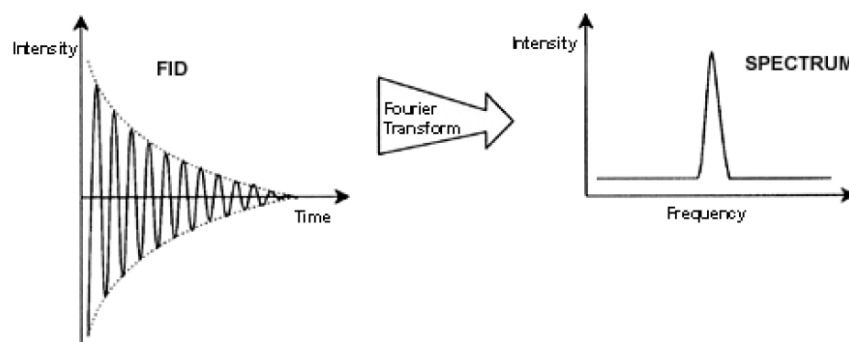 Intensity
FID
Time
Fourier
Transform
Intensity
SPECTRUM
Frequency